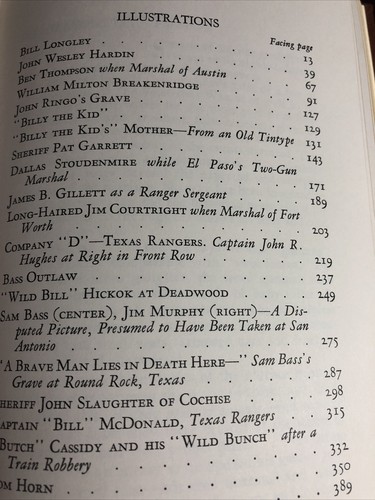 ILLUSTRATIONS
Facing page
BILL LONGLEY . . . . . . . . 13
JOHN WESLEY HARDIN . . . . . . 39
BEN THOMPSON when Marshal of Austin . . . 67
WILLIAM MILTON BREAKENRIDGE . . . . 91
JOHN RINGO'S GRAVE . . . . . . 127
"BILLY THE KID" . . . . . . . 129
"BILLY THE KID'S" MOTHER—From an Old Tintype 131
SHERIFF PAT GARRETT . . . . . . 143
DALLAS STOUDENMIRE while El Paso's Two-Gun
Marshal . . . . . . . . 171
JAMES B. GILLETT as a Ranger Sergeant . . . 189
LONG-HAIRED JIM COURTRIGHT when Marshal of Fort
Worth . . . . . . . . 203
COMPANY "D"—TEXAS RANGERS. Captain John R.
Hughes at Right in Front Row . . . . 219
BASS OUTLAW . . . . . . . 237
"WILD BILL" HICKOK AT DEADWOOD . . . 249
SAM BASS (CENTER), JIM MURPHY (RIGHT)—A Dis-
puted Picture, Presumed to Have Been Taken at San
Antonio . . . . . . . . 275
"A BRAVE MAN LIES IN DEATH HERE—" Sam Bass's
Grave at Round Rock, Texas . . . . 287
HERIFF JOHN SLAUGHTER OF COCHISE . . . 298
APTAIN "BILL" MCDONALD, Texas Rangers . . 315
BUTCH" CASSIDY AND HIS "WILD BUNCH" after a 332
Train Robbery . . . . . . . 350
OM HORN . . . . . . . . 389